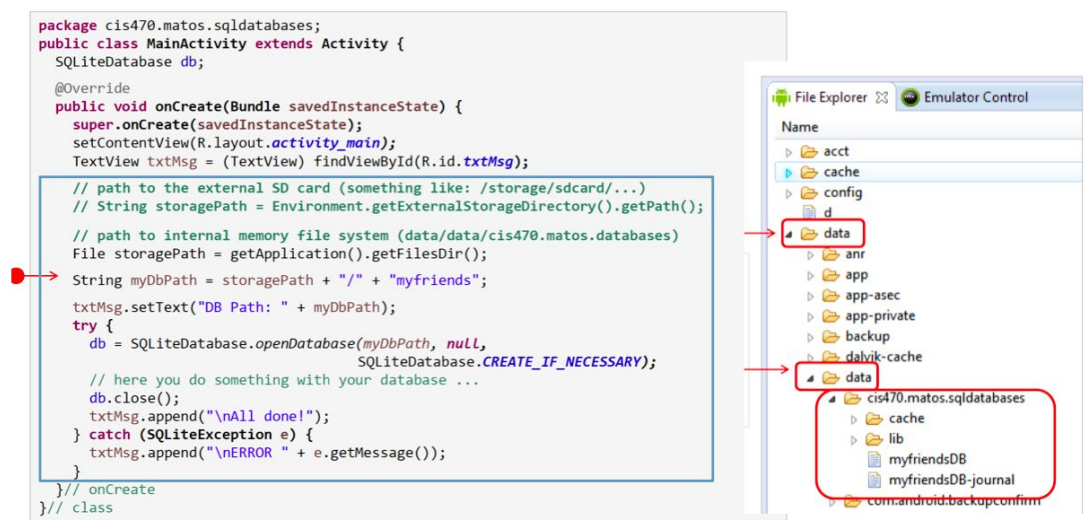 package cis470.matos.sqldatabases;
public class MainActivity extends Activity {
SQLiteDatabase db;
@Override
public void onCreate(Bundle savedInstanceState) {
super.onCreate(savedInstanceState);
setContentView(R.layout.activity_main);
TextView txtMsg = (TextView) findViewById(R.id.txtMsg);
// path to the external SD card (something like: /storage/sdcard/...)
// String storagePath = Environment.getExternalStorageDirectory().getPath();
// path to internal memory file system (data/data/cis470.matos.databases)
File storagePath = getApplication().getFilesDir();
String myDbPath = storagePath + "/" + "myfriends";
txtMsg.setText("DB Path: " + myDbPath);
try {
db = SQLiteDatabase.openDatabase(myDbPath, null,
SQLiteDatabase.CREATE_IF_NECESSARY);
// here you do something with your database ...
db.close();
txtMsg.append("\nAll done!");
} catch (SQLiteException e) {
txtMsg.append("\nERROR " + e.getMessage());
}
}// onCreate
}// class
File Explorer
Emulator Control
Name
acct
cache
config
d
data
anr
app
app-asec
app-private
backup
dalvik-cache
data
cis470.matos.sqldatabases
cache
lib
myfriendsDB
myfriendsDB-journal
com.android.backupconfirm